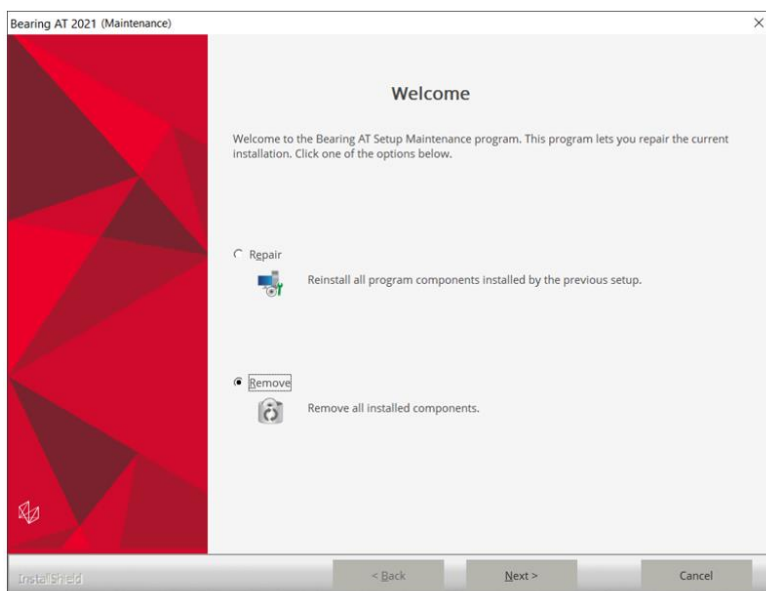 Bearing AT 2021 (Maintenance)
Welcome
Welcome to the Bearing AT Setup Maintenance program. This program lets you repair the current
installation. Click one of the options below.
Repair
Reinstall all program components installed by the previous setup.
Remove
Remove all installed components.
InstallShield
< Back
Next >
Cancel